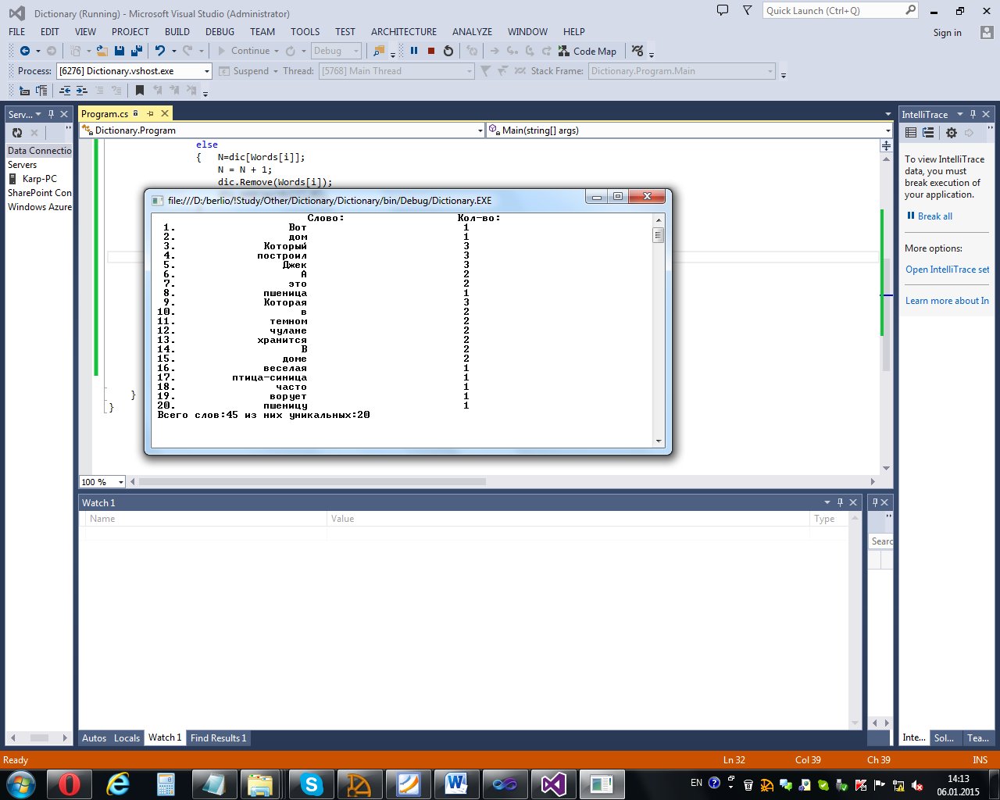 Dictionary (Running) - Microsoft Visual Studio (Administrator)
Quick Launch (Ctrl+Q)
FILE EDIT VIEW PROJECT BUILD DEBUG TEAM TOOLS TEST ARCHITECTURE ANALYZE WINDOW HELP
Sign in
Continue Debug Code Map
Process: [6276] Dictionary.vshost.exe Suspend Thread: [5768] Main Thread Stack Frame: Dictionary.Program.Main
Serv...
Program.cs
IntelliTrace
Dictionary.Program Main(string[] args)
Data Connectio
Servers
Karp-PC
SharePoint Con
Windows Azure
else
{ N=dic[Words[i]];
N = N + 1;
dic.Remove(Words[i]);
file:///D:/berlio/!Study/Other/Dictionary/Dictionary/bin/Debug/Dictionary.EXE
Слово: Кол-во:
1. Вот 1
2. дом 1
3. Который 3
4. построил 3
5. Джек 3
6. А 2
7. это 2
8. пшеница 1
9. Которая 3
10. в 2
11. темном 2
12. чулане 2
13. хранится 2
14. В 2
15. доме 2
16. веселая 1
17. птица-синица 1
18. часто 1
19. ворует 1
20. пшеницу 1
Всего слов:45 из них уникальных:20
}
}
To view IntelliTrace
data, you must
break execution of
your application.
Break all
More options:
Open IntelliTrace set
Learn more about In
100 %
Watch 1
Name Value Type
Searc
Autos Locals Watch 1 Find Results 1
Inte... Sol... Tea...
Ready Ln 32 Col 39 Ch 39 INS
EN
14:13
06.01.2015